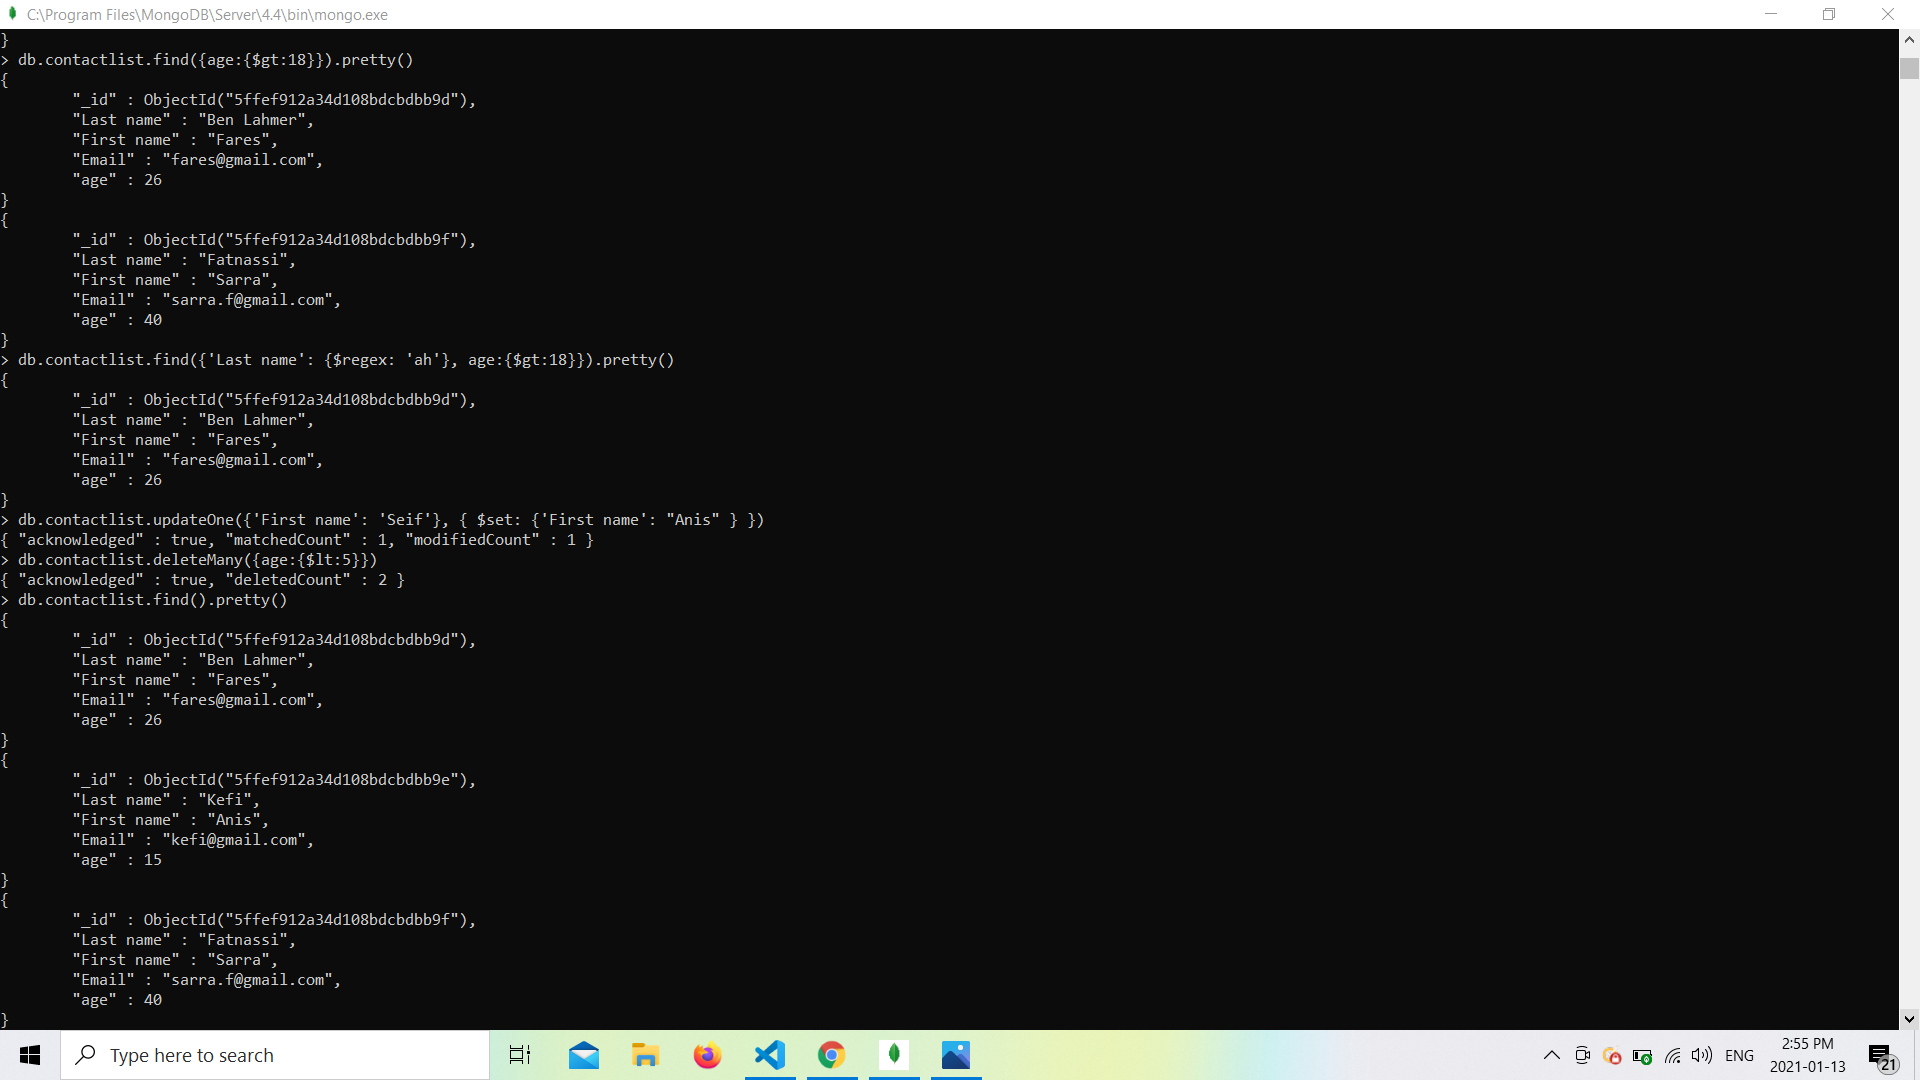 C:\Program Files\MongoDB\Server\4.4\bin\mongo.exe
}
> db.contactlist.find({age:{$gt:18}}).pretty()
{
"_id" : ObjectId("5ffef912a34d108bdcbdbb9d"),
"Last name" : "Ben Lahmer",
"First name" : "Fares",
"Email" : "fares@gmail.com",
"age" : 26
}
{
"_id" : ObjectId("5ffef912a34d108bdcbdbb9f"),
"Last name" : "Fatnassi",
"First name" : "Sarra",
"Email" : "sarra.f@gmail.com",
"age" : 40
}
> db.contactlist.find({'Last name': {$regex: 'ah'}, age:{$gt:18}}).pretty()
{
"_id" : ObjectId("5ffef912a34d108bdcbdbb9d"),
"Last name" : "Ben Lahmer",
"First name" : "Fares",
"Email" : "fares@gmail.com",
"age" : 26
}
> db.contactlist.updateOne({'First name': 'Seif'}, { $set: {'First name': "Anis" } })
{ "acknowledged" : true, "matchedCount" : 1, "modifiedCount" : 1 }
> db.contactlist.deleteMany({age:{$lt:5}})
{ "acknowledged" : true, "deletedCount" : 2 }
> db.contactlist.find().pretty()
{
"_id" : ObjectId("5ffef912a34d108bdcbdbb9d"),
"Last name" : "Ben Lahmer",
"First name" : "Fares",
"Email" : "fares@gmail.com",
"age" : 26
}
{
"_id" : ObjectId("5ffef912a34d108bdcbdbb9e"),
"Last name" : "Kefi",
"First name" : "Anis",
"Email" : "kefi@gmail.com",
"age" : 15
}
{
"_id" : ObjectId("5ffef912a34d108bdcbdbb9f"),
"Last name" : "Fatnassi",
"First name" : "Sarra",
"Email" : "sarra.f@gmail.com",
"age" : 40
}
Type here to search
ENG
2:55 PM
2021-01-13
21